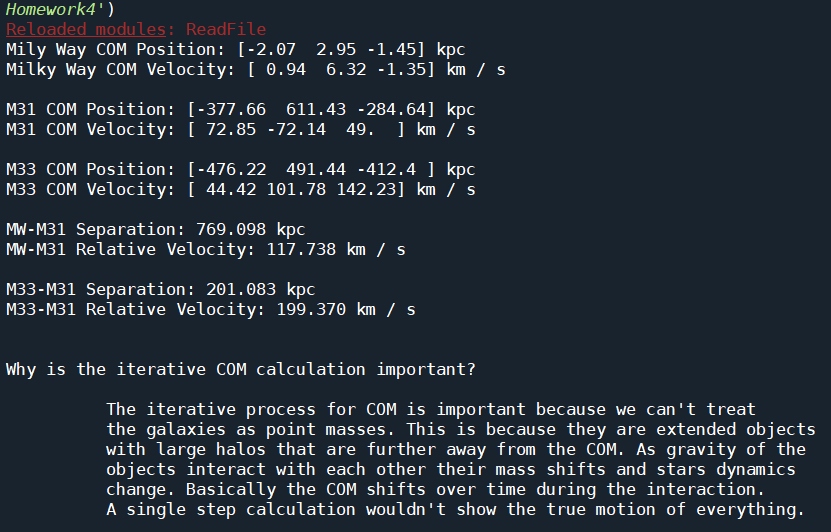 Homework4')
Reloaded modules: ReadFile
Mily Way COM Position: [-2.07  2.95 -1.45] kpc
Milky Way COM Velocity: [ 0.94  6.32 -1.35] km / s
M31 COM Position: [-377.66  611.43 -284.64] kpc
M31 COM Velocity: [ 72.85 -72.14  49.  ] km / s
M33 COM Position: [-476.22  491.44 -412.4 ] kpc
M33 COM Velocity: [ 44.42 101.78 142.23] km / s
MW-M31 Separation: 769.098 kpc
MW-M31 Relative Velocity: 117.738 km / s
M33-M31 Separation: 201.083 kpc
M33-M31 Relative Velocity: 199.370 km / s
Why is the iterative COM calculation important?
The iterative process for COM is important because we can't treat
the galaxies as point masses. This is because they are extended objects
with large halos that are further away from the COM. As gravity of the
objects interact with each other their mass shifts and stars dynamics
change. Basically the COM shifts over time during the interaction.
A single step calculation wouldn't show the true motion of everything.